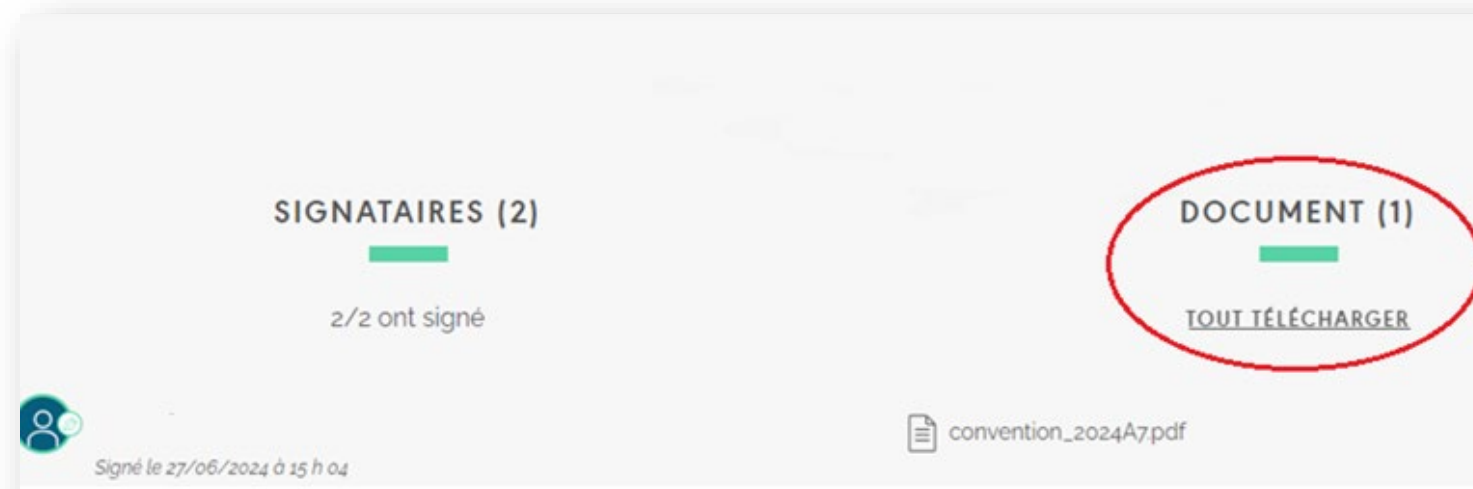 SIGNATAIRES (2)
2/2 ont signé
Signé le 27/06/2024 à 15 h 04
DOCUMENT (1)
TOUT TÉLÉCHARGER
convention_2024A7.pdf